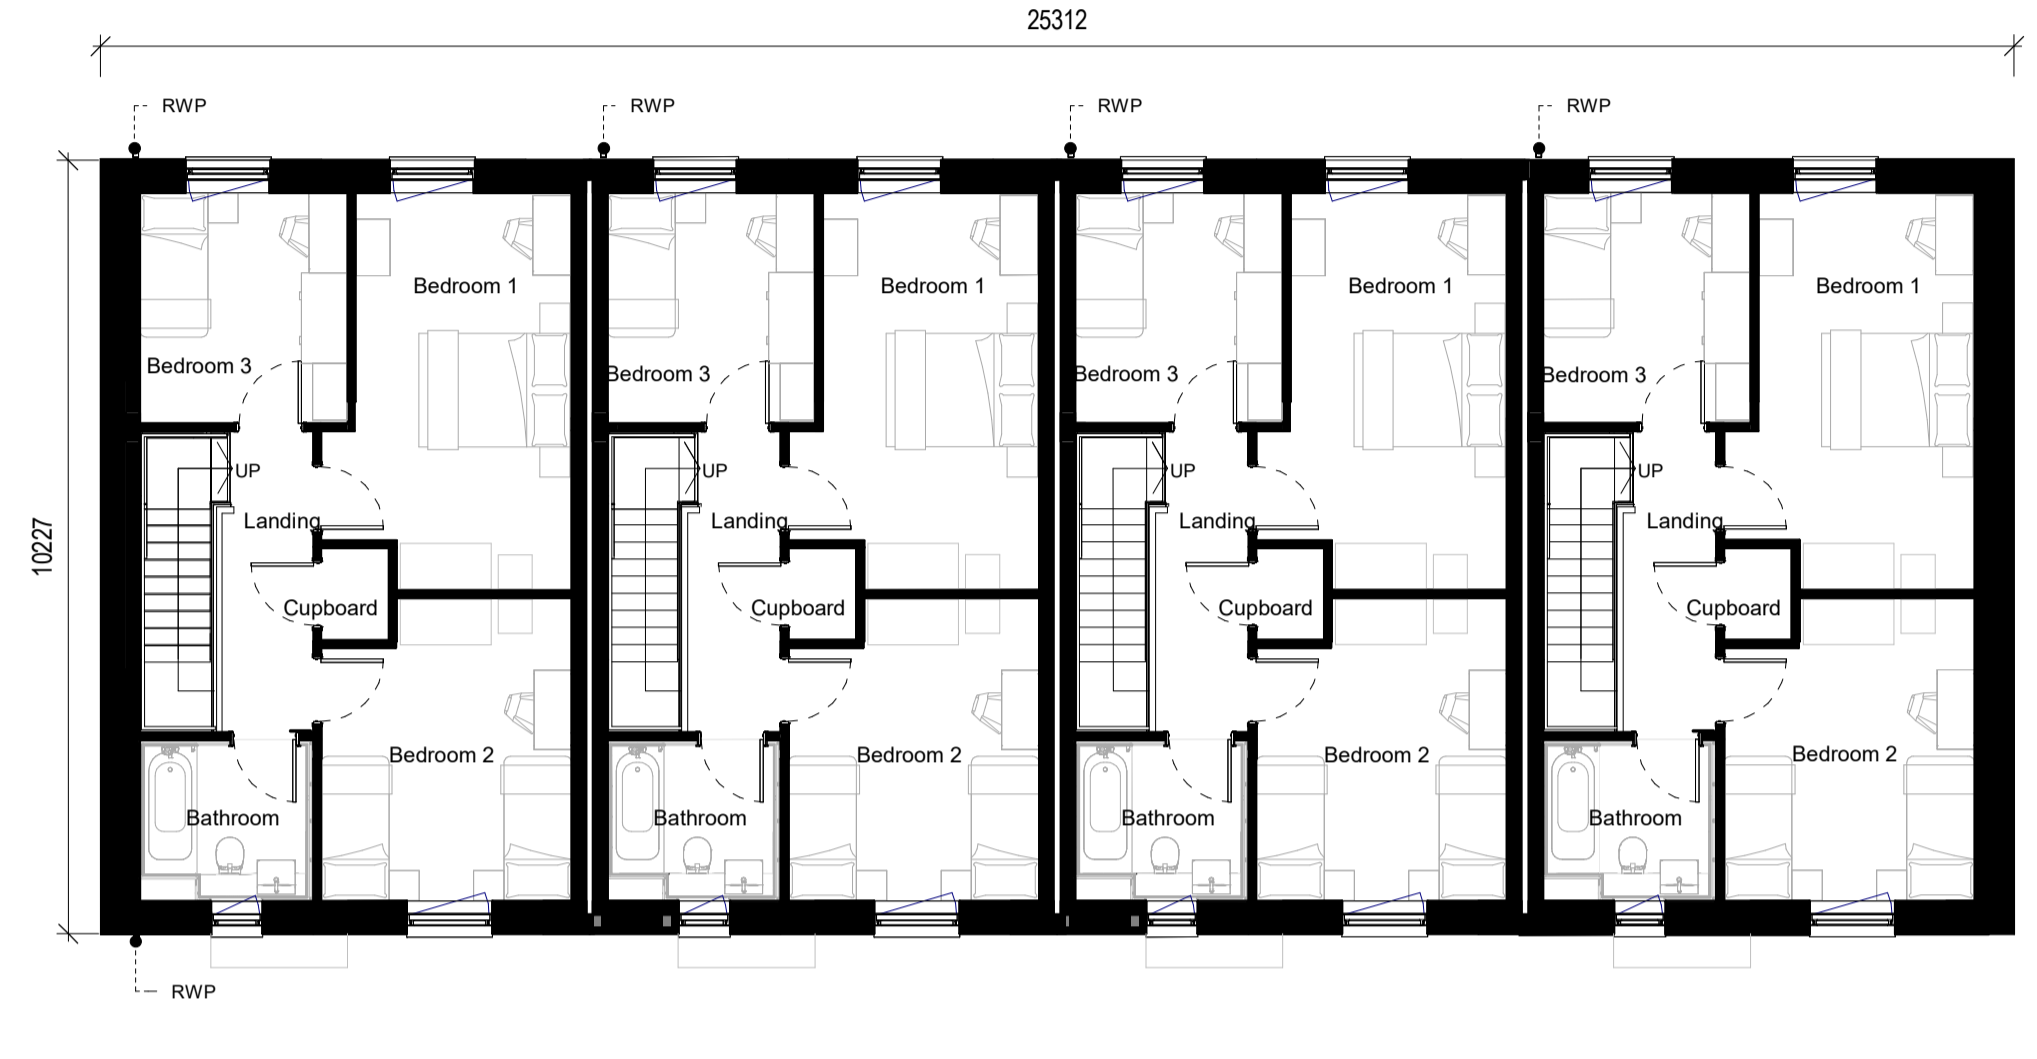 25312
RWP RWP RWP RWP
10227
Bedroom 1 Bedroom 1 Bedroom 1 Bedroom 1
Bedroom 3 Bedroom 3 Bedroom 3 Bedroom 3
UP UP UP UP
Landing Landing Landing Landing
Cupboard Cupboard Cupboard Cupboard
Bedroom 2 Bedroom 2 Bedroom 2 Bedroom 2
Bathroom Bathroom Bathroom Bathroom
RWP